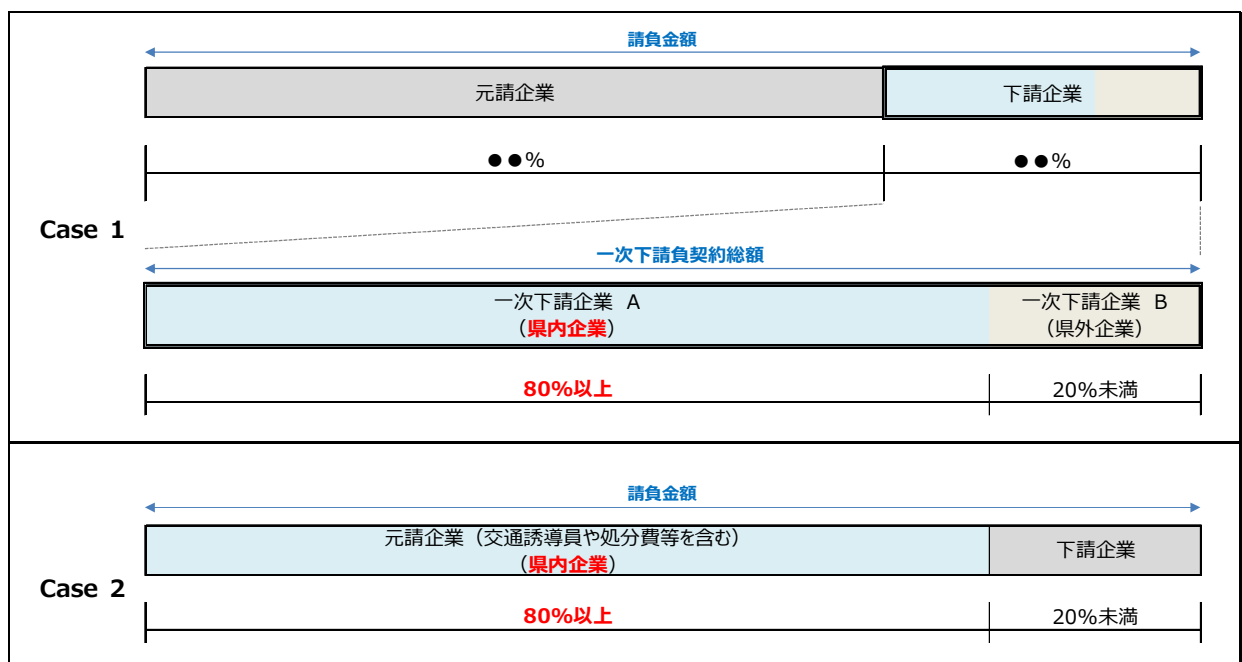 請負金額
元請企業
下請企業
●●%
●●%
Case 1
一次下請負契約総額
一次下請企業 A
（県内企業）
一次下請企業 B
（県外企業）
80%以上
20%未満
請負金額
元請企業（交通誘導員や処分費等を含む）
（県内企業）
下請企業
Case 2
80%以上
20%未満